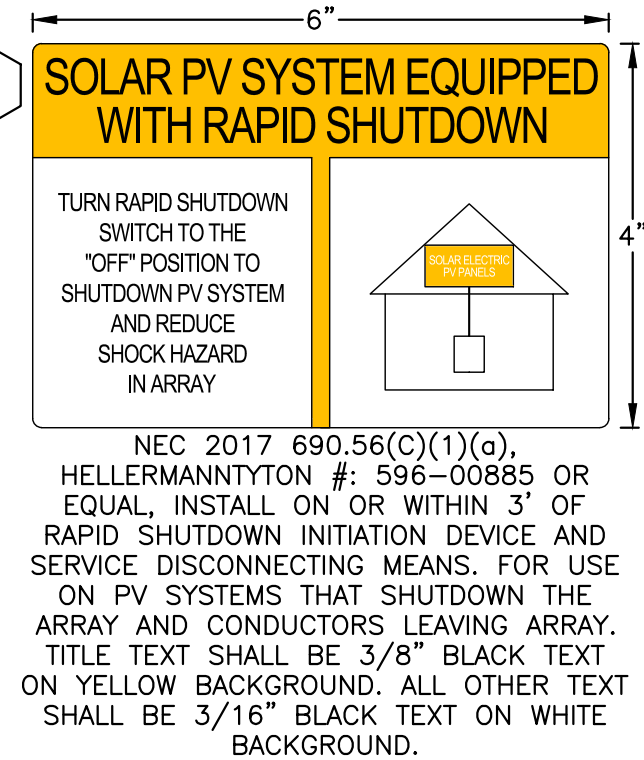 6"
SOLAR PV SYSTEM EQUIPPED
WITH RAPID SHUTDOWN
TURN RAPID SHUTDOWN
SWITCH TO THE
"OFF" POSITION TO
SHUTDOWN PV SYSTEM
AND REDUCE
SHOCK HAZARD
IN ARRAY
SOLAR ELECTRIC
PV PANELS
4"
NEC 2017 690.56(C)(1)(a),
HELLERMANNTYTON #: 596-00885 OR
EQUAL, INSTALL ON OR WITHIN 3' OF
RAPID SHUTDOWN INITIATION DEVICE AND
SERVICE DISCONNECTING MEANS. FOR USE
ON PV SYSTEMS THAT SHUTDOWN THE
ARRAY AND CONDUCTORS LEAVING ARRAY.
TITLE TEXT SHALL BE 3/8" BLACK TEXT
ON YELLOW BACKGROUND. ALL OTHER TEXT
SHALL BE 3/16" BLACK TEXT ON WHITE
BACKGROUND.